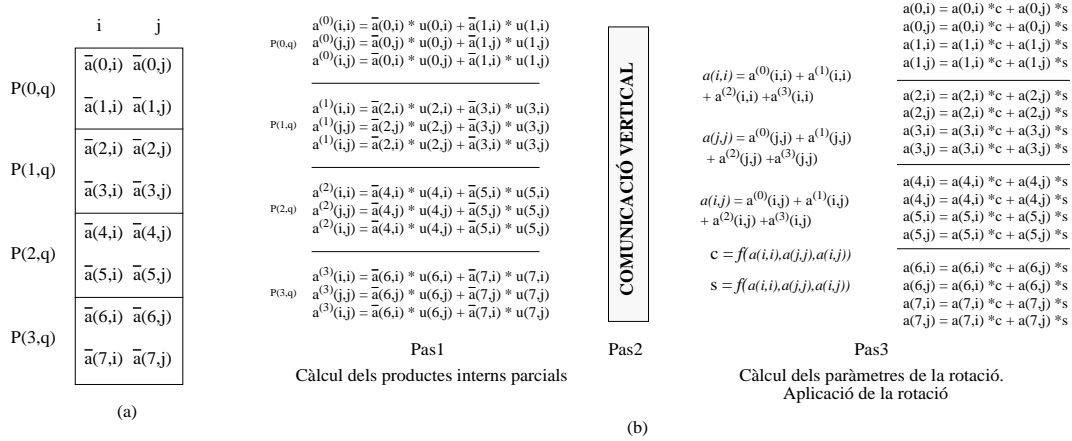 i j
P(0,q)
a̅(0,i) a̅(0,j)
a̅(1,i) a̅(1,j)
P(1,q)
a̅(2,i) a̅(2,j)
a̅(3,i) a̅(3,j)
P(2,q)
a̅(4,i) a̅(4,j)
a̅(5,i) a̅(5,j)
P(3,q)
a̅(6,i) a̅(6,j)
a̅(7,i) a̅(7,j)
(a)
P(0,q)
a⁽⁰⁾(i,i) = a̅(0,i) * u(0,i) + a̅(1,i) * u(1,i)
a⁽⁰⁾(j,j) = a̅(0,j) * u(0,j) + a̅(1,j) * u(1,j)
a⁽⁰⁾(i,j) = a̅(0,i) * u(0,j) + a̅(1,i) * u(1,j)
P(1,q)
a⁽¹⁾(i,i) = a̅(2,i) * u(2,i) + a̅(3,i) * u(3,i)
a⁽¹⁾(j,j) = a̅(2,j) * u(2,j) + a̅(3,j) * u(3,j)
a⁽¹⁾(i,j) = a̅(2,i) * u(2,j) + a̅(3,i) * u(3,j)
P(2,q)
a⁽²⁾(i,i) = a̅(4,i) * u(4,i) + a̅(5,i) * u(5,i)
a⁽²⁾(j,j) = a̅(4,j) * u(4,j) + a̅(5,j) * u(5,j)
a⁽²⁾(i,j) = a̅(4,i) * u(4,j) + a̅(5,i) * u(5,j)
P(3,q)
a⁽³⁾(i,i) = a̅(6,i) * u(6,i) + a̅(7,i) * u(7,i)
a⁽³⁾(j,j) = a̅(6,j) * u(6,j) + a̅(7,j) * u(7,j)
a⁽³⁾(i,j) = a̅(6,i) * u(6,j) + a̅(7,i) * u(7,j)
Pas1
Càlcul dels productes interns parcials
COMUNICACIÓ VERTICAL
Pas2
a(i,i) = a⁽⁰⁾(i,i) + a⁽¹⁾(i,i)
+ a⁽²⁾(i,i) +a⁽³⁾(i,i)
a(j,j) = a⁽⁰⁾(j,j) + a⁽¹⁾(j,j)
+ a⁽²⁾(j,j) +a⁽³⁾(j,j)
a(i,j) = a⁽⁰⁾(i,j) + a⁽¹⁾(i,j)
+ a⁽²⁾(i,j) +a⁽³⁾(i,j)
c = f(a(i,i),a(j,j),a(i,j))
s = f(a(i,i),a(j,j),a(i,j))
a(0,i) = a(0,i) *c + a(0,j) *s
a(0,j) = a(0,i) *c + a(0,j) *s
a(1,i) = a(1,i) *c + a(1,j) *s
a(1,j) = a(1,i) *c + a(1,j) *s
a(2,i) = a(2,i) *c + a(2,j) *s
a(2,j) = a(2,i) *c + a(2,j) *s
a(3,i) = a(3,i) *c + a(3,j) *s
a(3,j) = a(3,i) *c + a(3,j) *s
a(4,i) = a(4,i) *c + a(4,j) *s
a(4,j) = a(4,i) *c + a(4,j) *s
a(5,i) = a(5,i) *c + a(5,j) *s
a(5,j) = a(5,i) *c + a(5,j) *s
a(6,i) = a(6,i) *c + a(6,j) *s
a(6,j) = a(6,i) *c + a(6,j) *s
a(7,i) = a(7,i) *c + a(7,j) *s
a(7,j) = a(7,i) *c + a(7,j) *s
Pas3
Càlcul dels paràmetres de la rotació.
Aplicació de la rotació
(b)